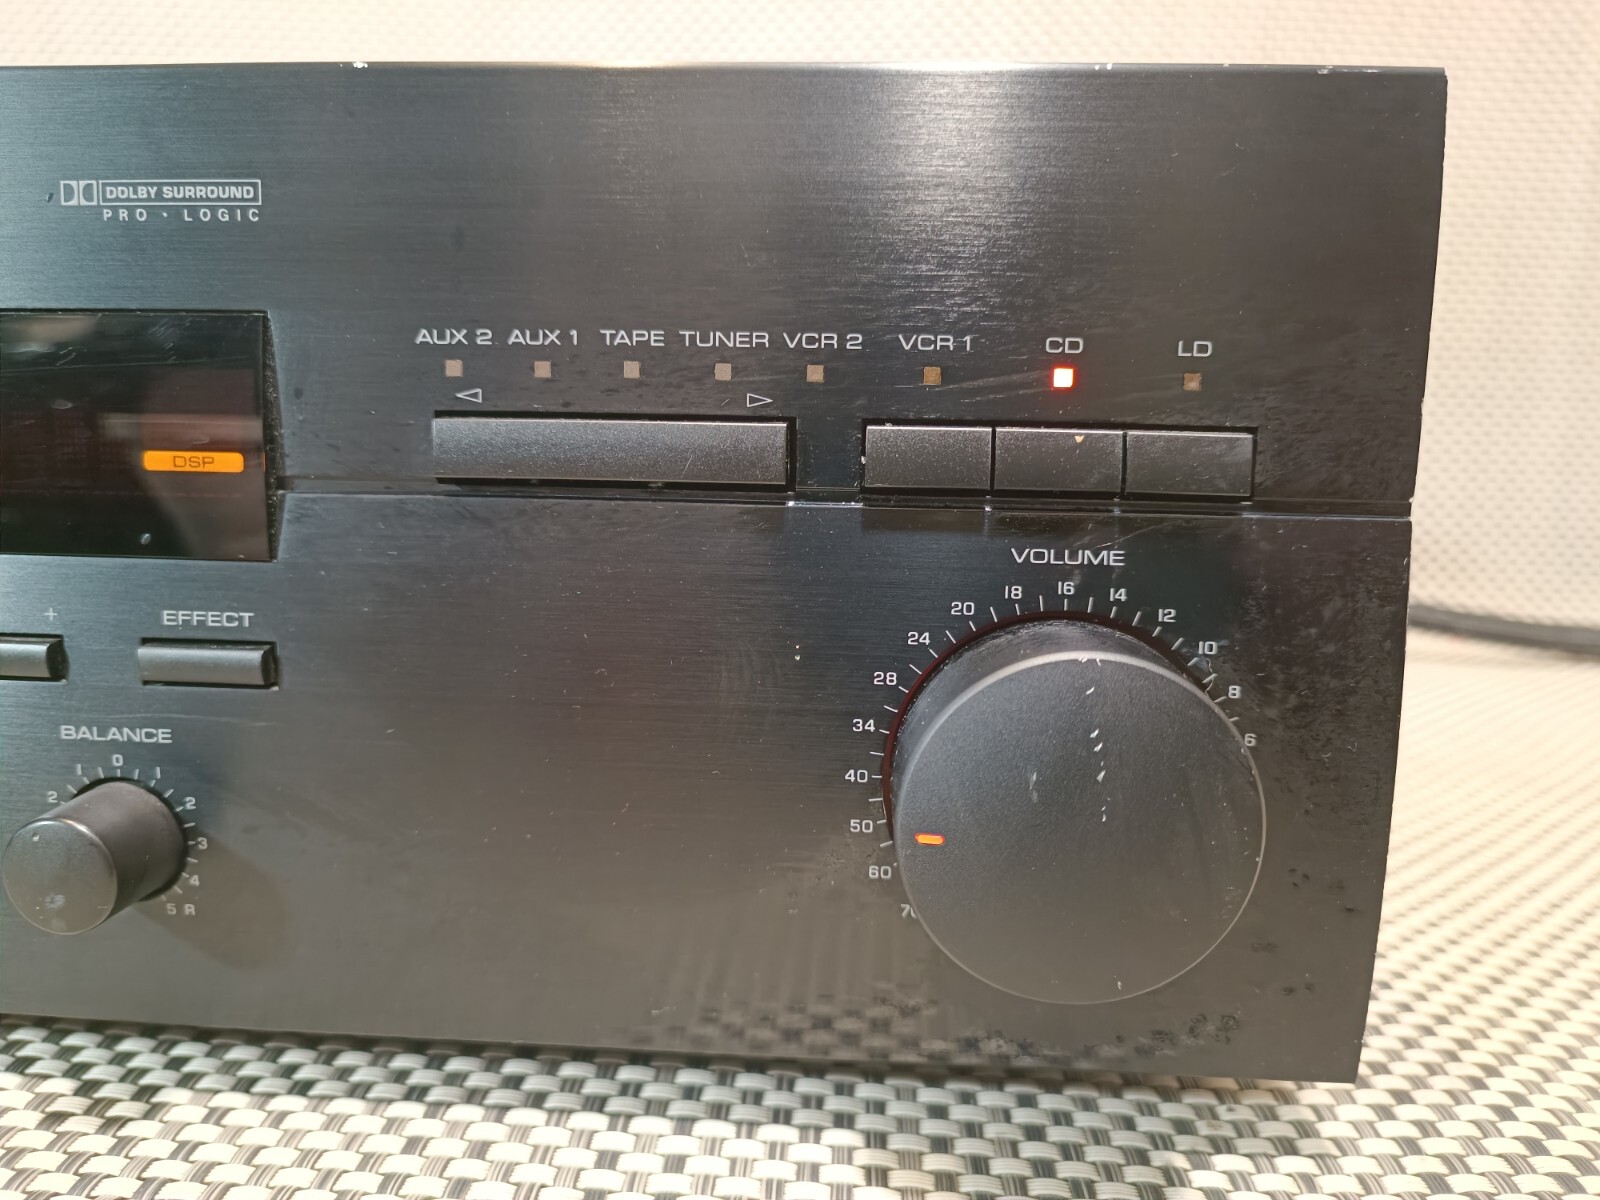 DOLBY SURROUND
PRO · LOGIC
AUX 2 AUX 1 TAPE TUNER VCR 2 VCR 1 CD LD
DSP
VOLUME
20 18 16 14 12
24 10
28 8
34 6
40
50
60
+ EFFECT
BALANCE
0
1 1
2 2
3
4
5 R